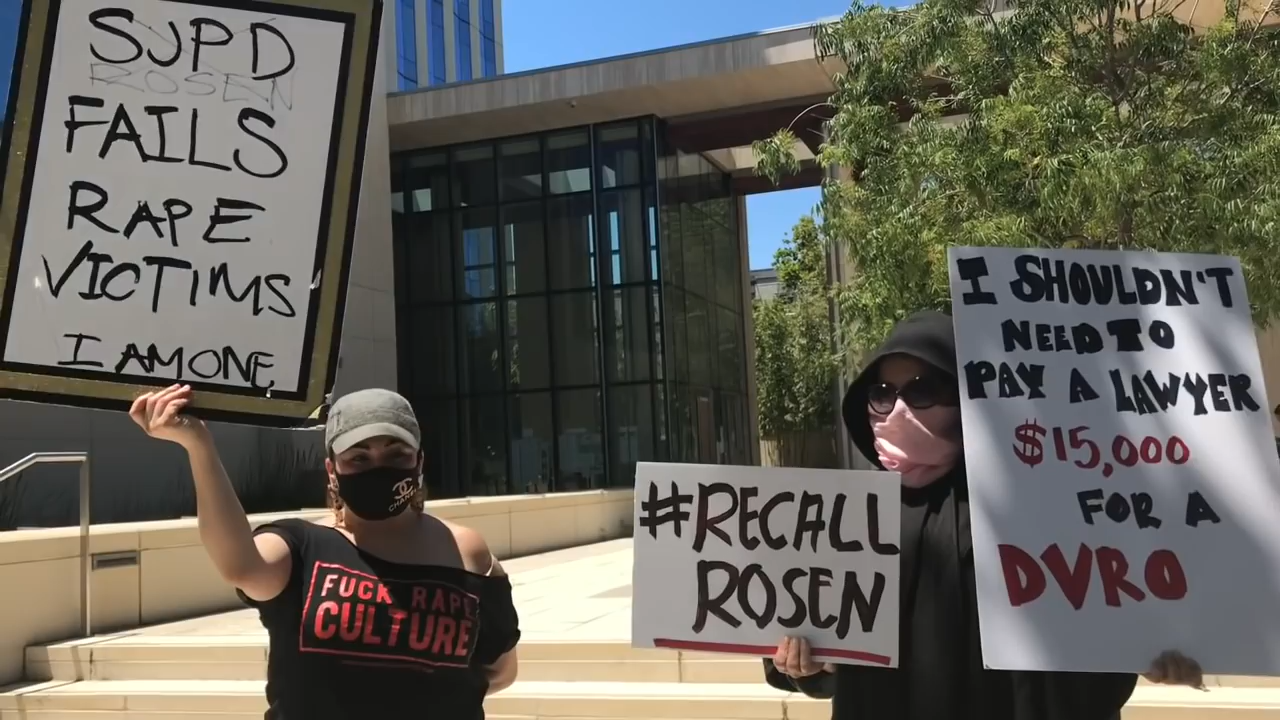 SJPD
ROSEN
FAILS
RAPE
VICTIMS
I AM ONE
CHANEL
FUCK RAPE
CULTURE
#RECALL
ROSEN
I SHOULDN'T
NEED TO
PAY A LAWYER
$15,000
FOR A
DVRO